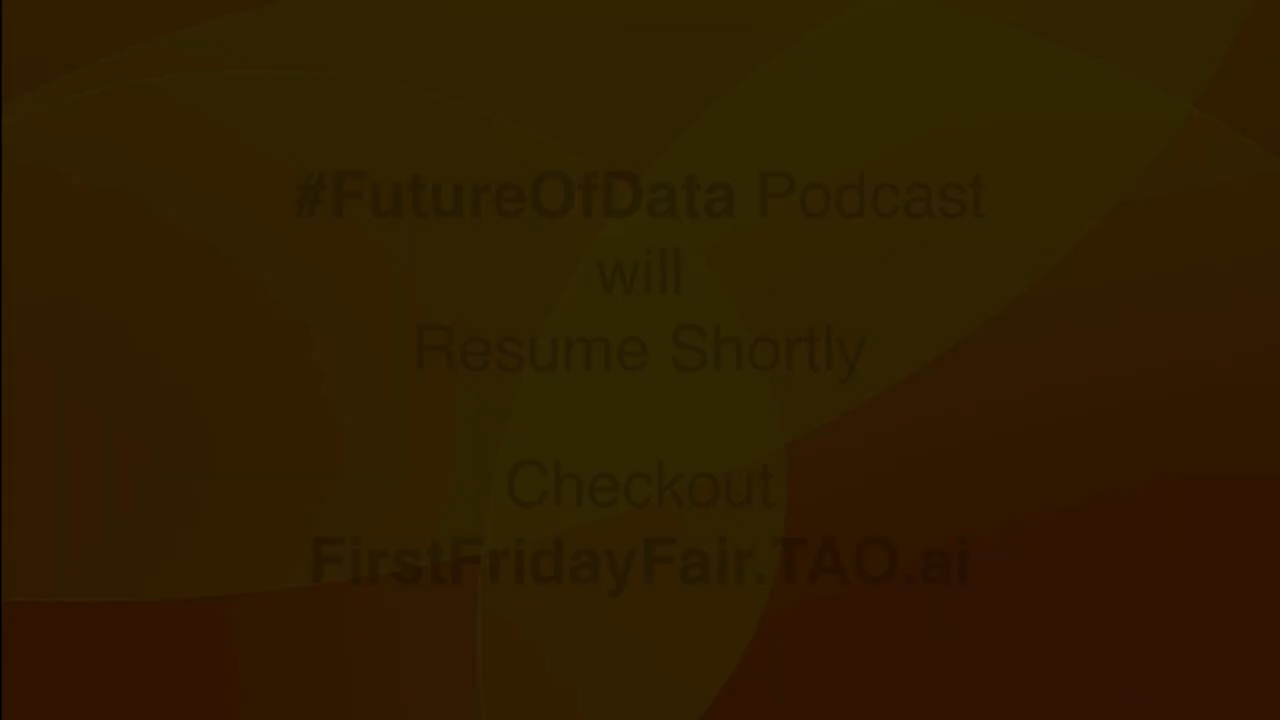 #FutureOfData Podcast
will
Resume Shortly
Checkout
FirstFridayFair.TAO.ai